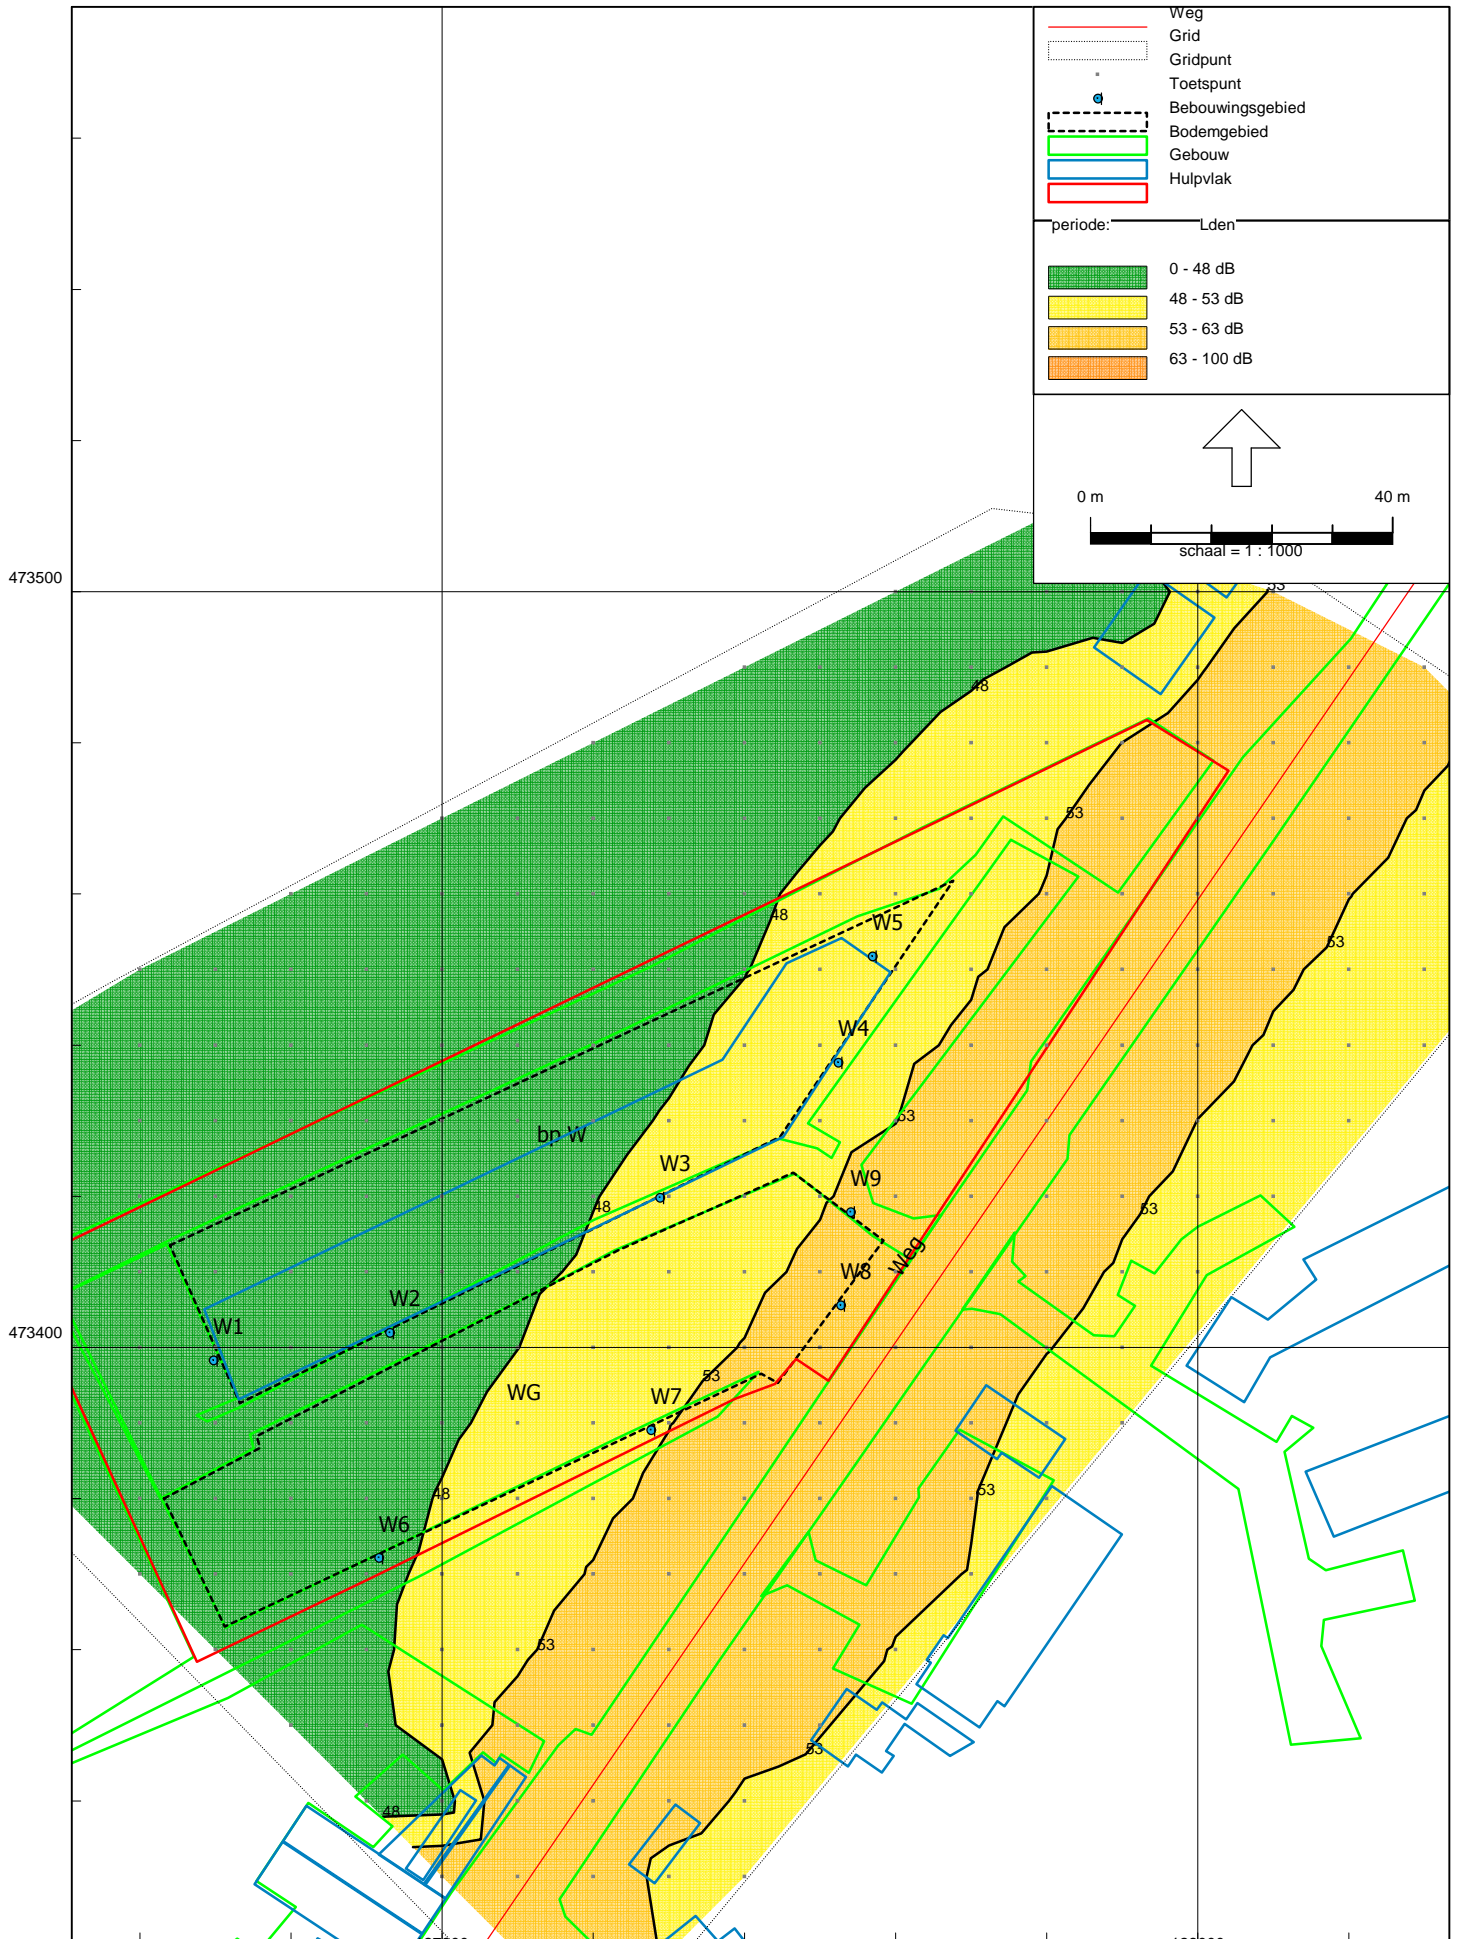 Weg
Grid
Gridpunt
Toetspunt
Bebouwingsgebied
Bodemgebied
Gebouw
Hulpvlak
periode: Lden
0 - 48 dB
48 - 53 dB
53 - 63 dB
63 - 100 dB
0 m 40 m
schaal = 1 : 1000
473500
53
48
53
48
W5
53
W4
53
bp W
W3
W9
48
53
Weg
W8
W2
W1
473400
53
WG
W7
48
53
W6
53
53
48